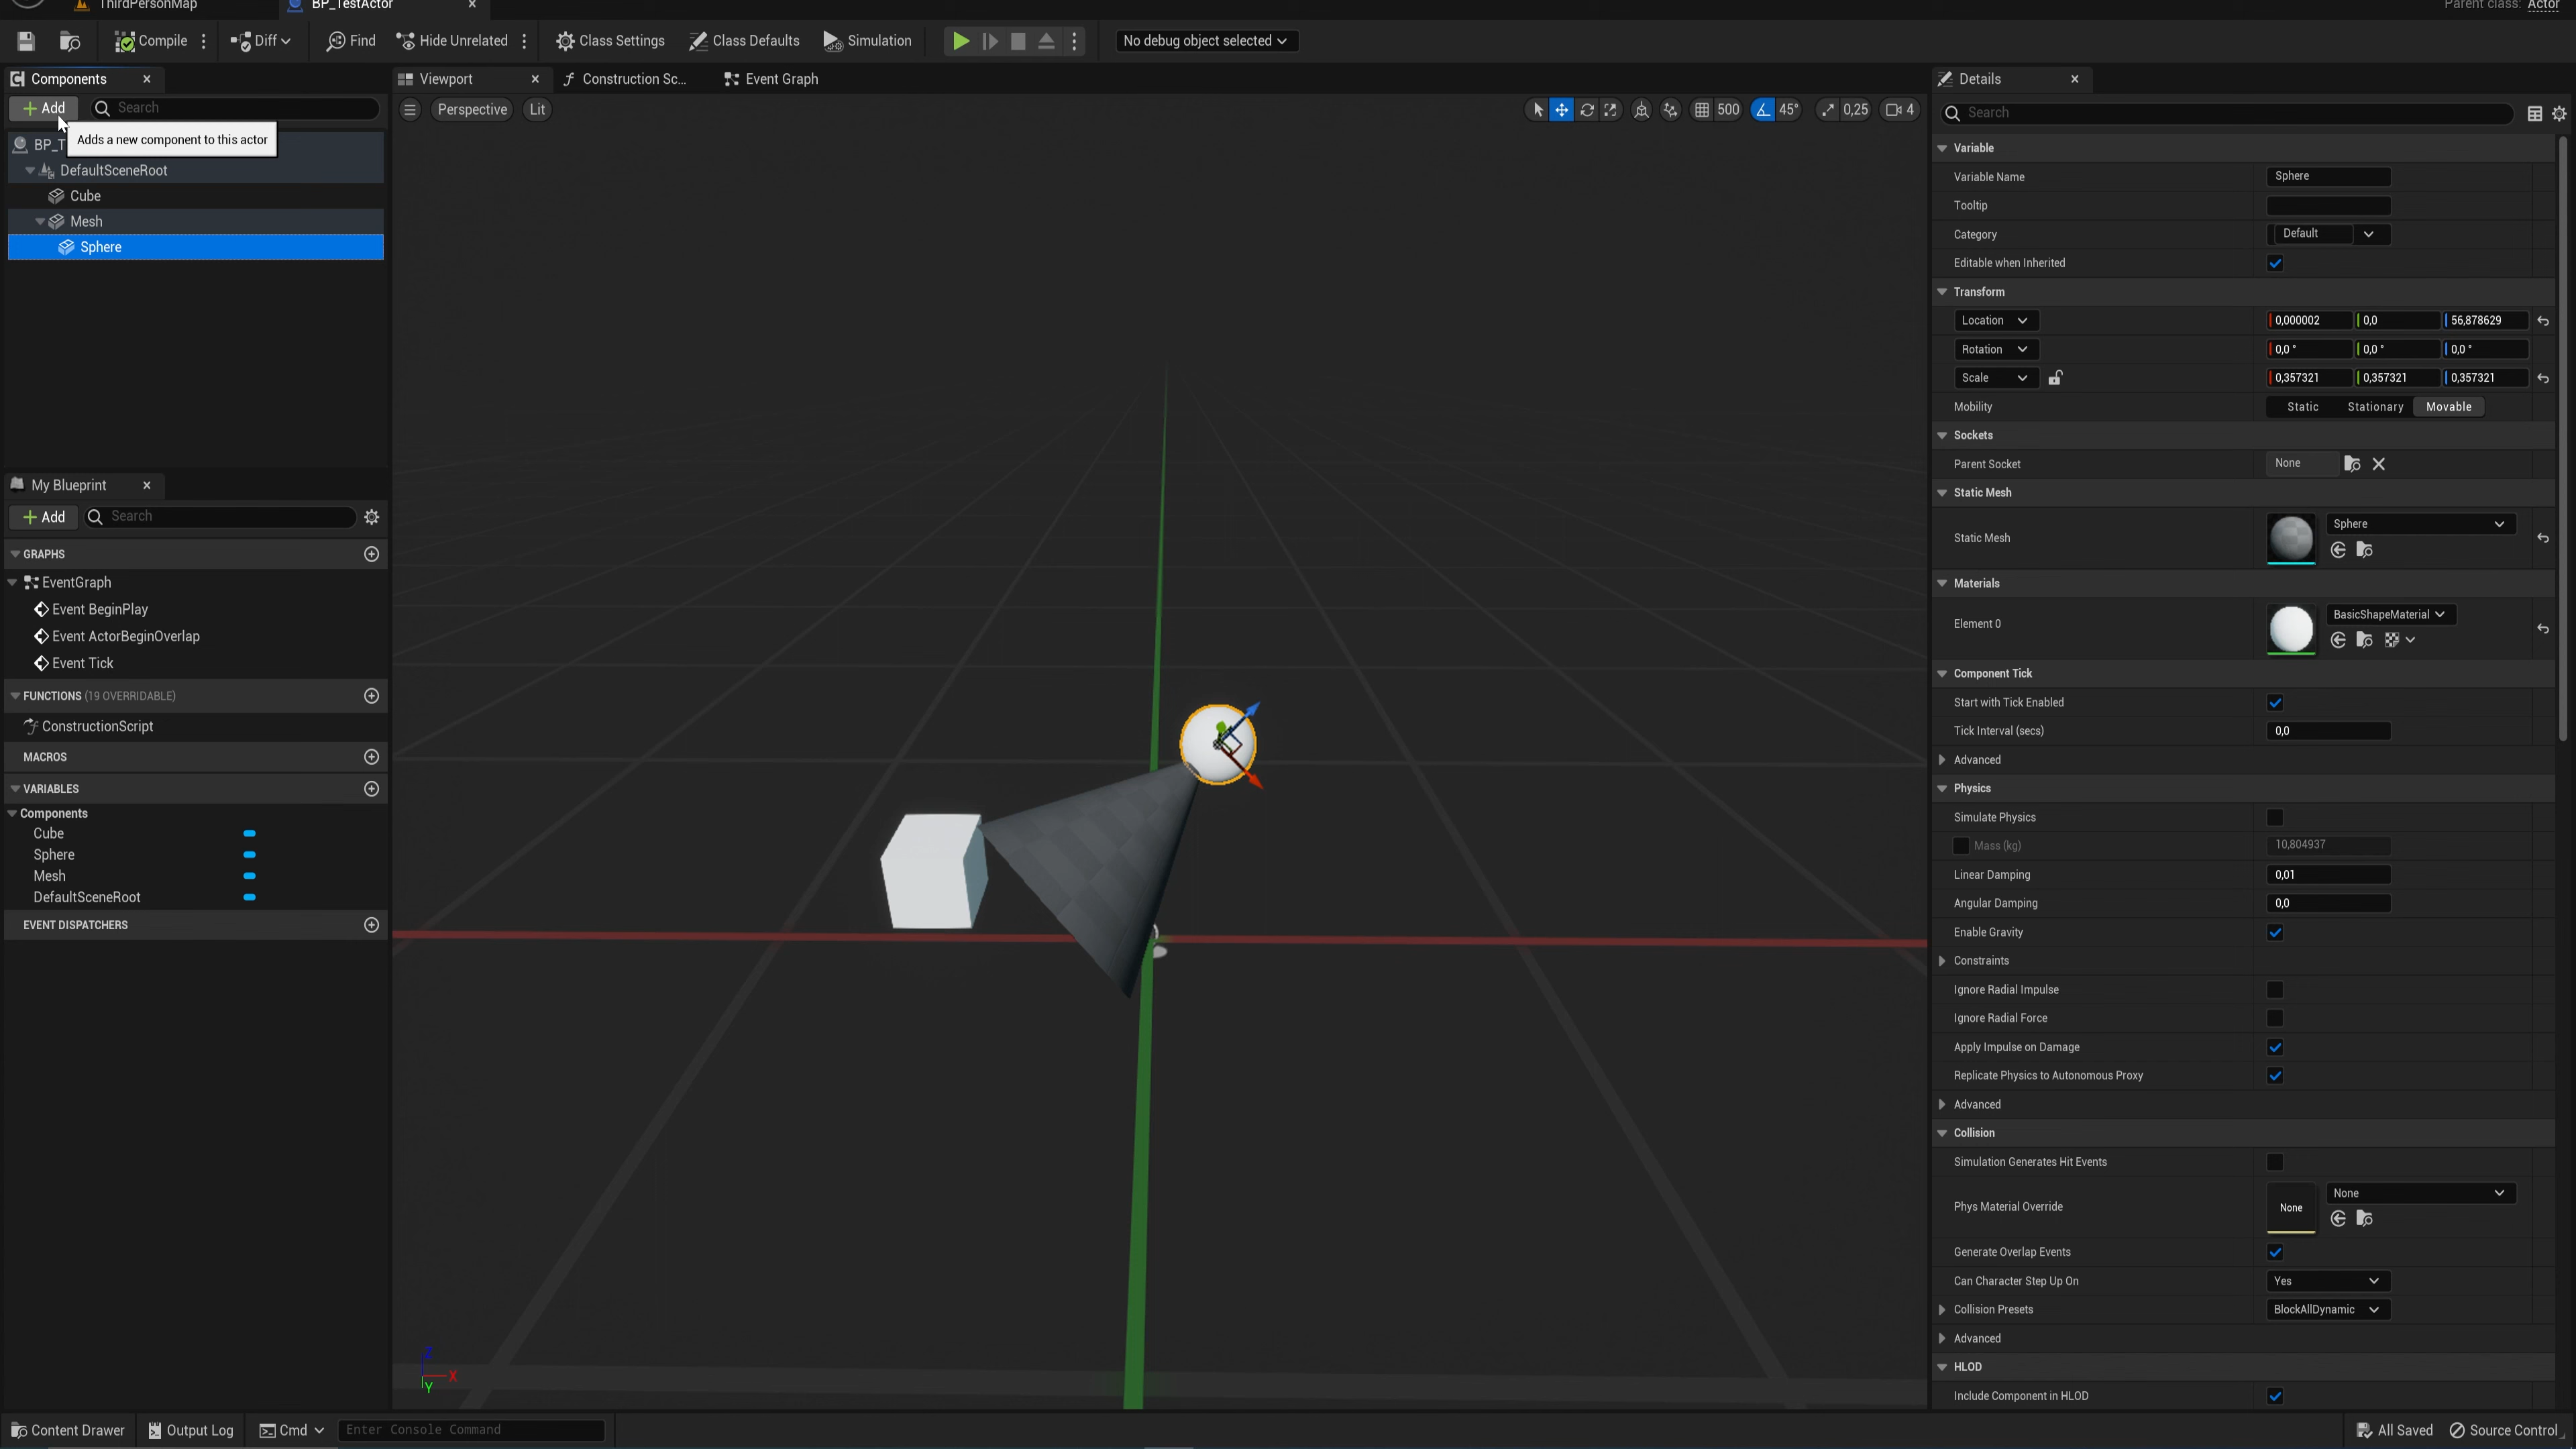 ThirdPersonMap
BP_TestActor
Parent class: Actor
Compile
Diff
Find
Hide Unrelated
Class Settings
Class Defaults
Simulation
No debug object selected
Components
Add
Search
Adds a new component to this actor
BP_T
DefaultSceneRoot
Cube
Mesh
Sphere
My Blueprint
Add
Search
GRAPHS
EventGraph
Event BeginPlay
Event ActorBeginOverlap
Event Tick
FUNCTIONS (19 OVERRIDABLE)
ConstructionScript
MACROS
VARIABLES
Components
Cube
Sphere
Mesh
DefaultSceneRoot
EVENT DISPATCHERS
Viewport
Construction Sc...
Event Graph
Perspective
Lit
500
45°
0,25
4
Z
X
Y
Details
Search
Variable
Variable Name Sphere
Tooltip
Category Default
Editable when Inherited
Transform
Location 0,000002 0,0 56,878629
Rotation 0,0 ° 0,0 ° 0,0 °
Scale 0,357321 0,357321 0,357321
Mobility Static Stationary Movable
Sockets
Parent Socket None
Static Mesh
Static Mesh Sphere
Materials
Element 0 BasicShapeMaterial
Component Tick
Start with Tick Enabled
Tick Interval (secs) 0,0
Advanced
Physics
Simulate Physics
Mass (kg) 10,804937
Linear Damping 0,01
Angular Damping 0,0
Enable Gravity
Constraints
Ignore Radial Impulse
Ignore Radial Force
Apply Impulse on Damage
Replicate Physics to Autonomous Proxy
Advanced
Collision
Simulation Generates Hit Events
Phys Material Override None None
Generate Overlap Events
Can Character Step Up On Yes
Collision Presets BlockAllDynamic
Advanced
HLOD
Include Component in HLOD
Content Drawer
Output Log
Cmd
Enter Console Command
All Saved
Source Control